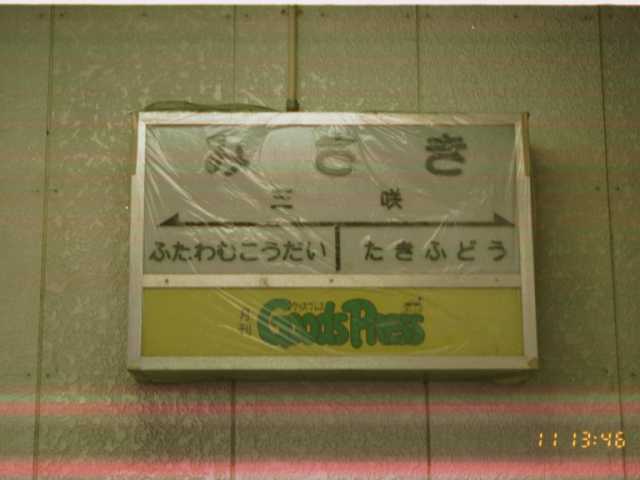 みさき
三咲
ふたわむこうだい たきふどう
月刊 GoodsPress
11 13:46